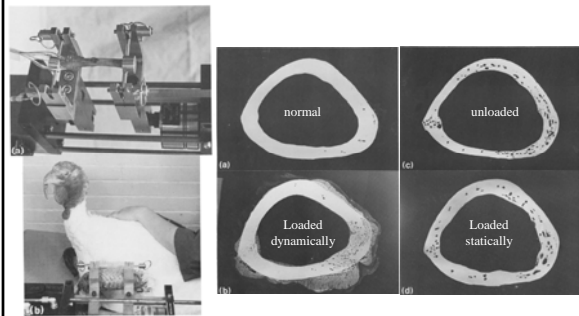 (a)
(b)
normal
(a)
unloaded
(c)
Loaded
dynamically
(b)
Loaded
statically
(d)